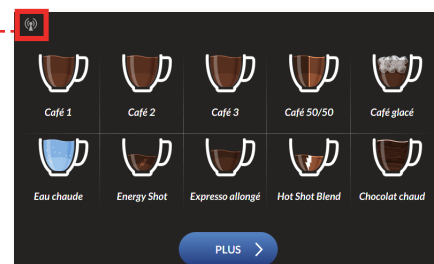 Café 1 Café 2 Café 3 Café 50/50 Café glacé
Eau chaude Energy Shot Expresso allongé Hot Shot Blend Chocolat chaud
PLUS